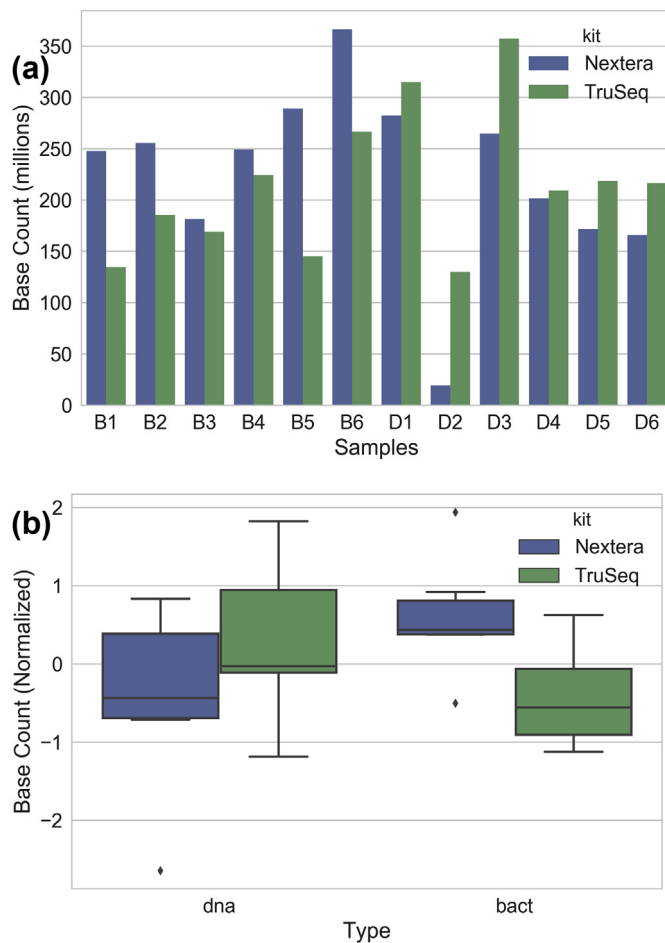 (a)
kit
Nextera
TruSeq
Base Count (millions)
350
300
250
200
150
100
50
0
B1 B2 B3 B4 B5 B6 D1 D2 D3 D4 D5 D6
Samples
(b)
kit
Nextera
TruSeq
Base Count (Normalized)
2
1
0
−1
−2
dna bact
Type